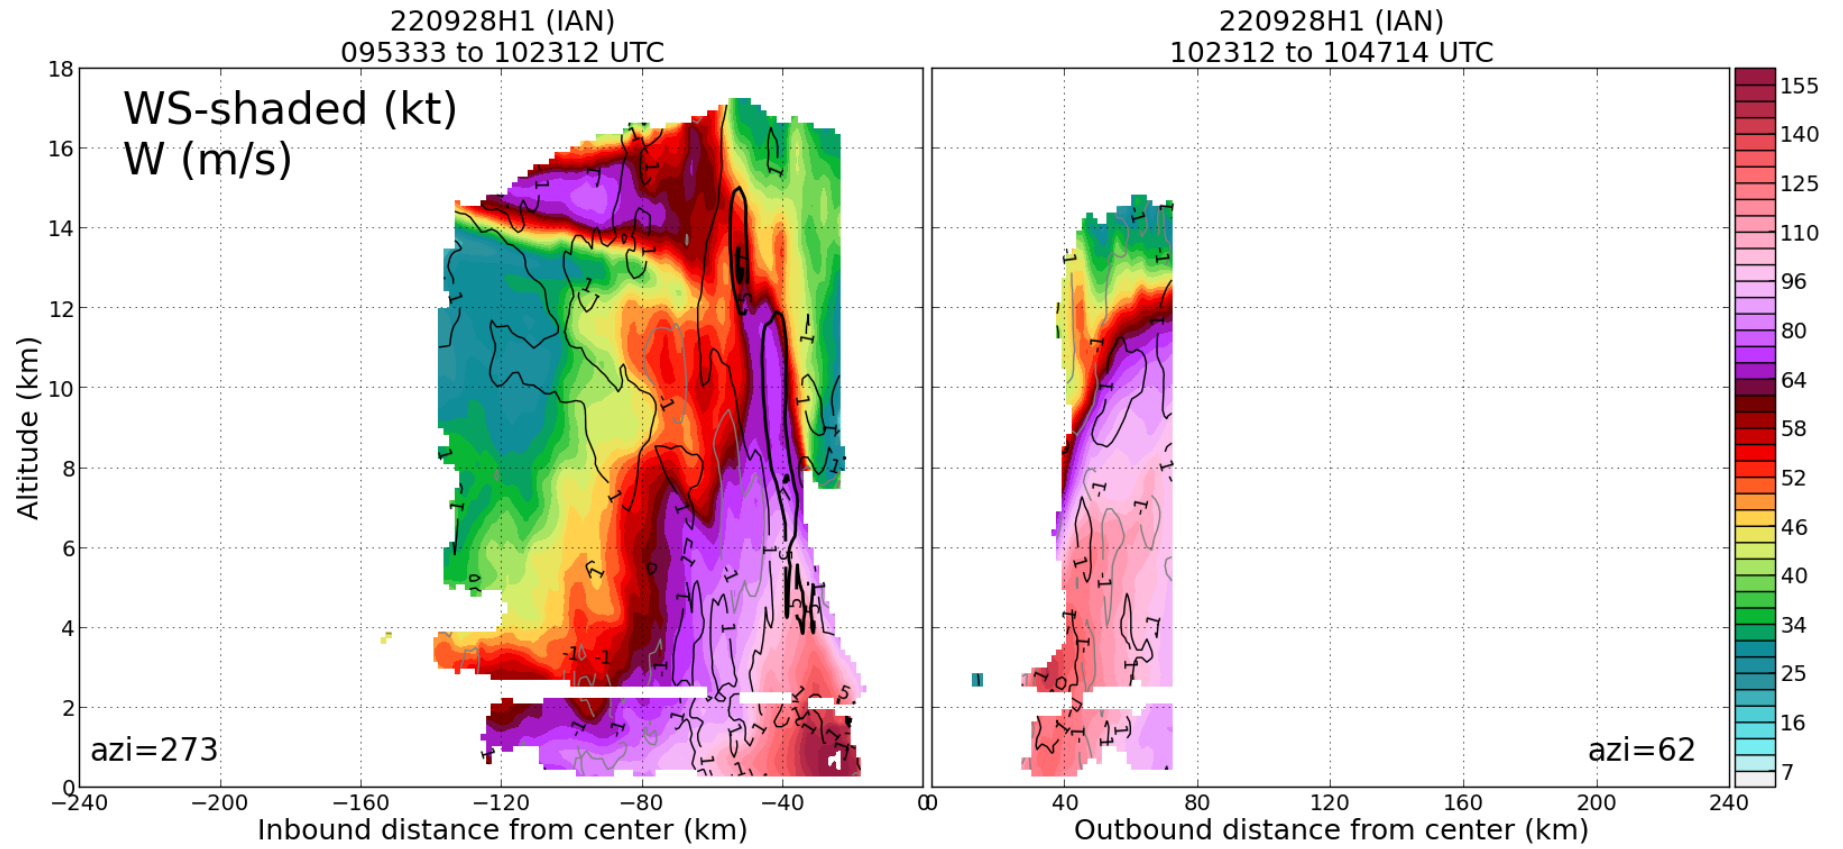 220928H1 (IAN)
095333 to 102312 UTC
220928H1 (IAN)
102312 to 104714 UTC
WS-shaded (kt)
W (m/s)
azi=273
azi=62
18
16
14
12
10
8
6
4
2
0
Altitude (km)
−240 −200 −160 −120 −80 −40 0
Inbound distance from center (km)
0 40 80 120 160 200 240
Outbound distance from center (km)
155
140
125
110
96
80
64
58
52
46
40
34
25
16
7